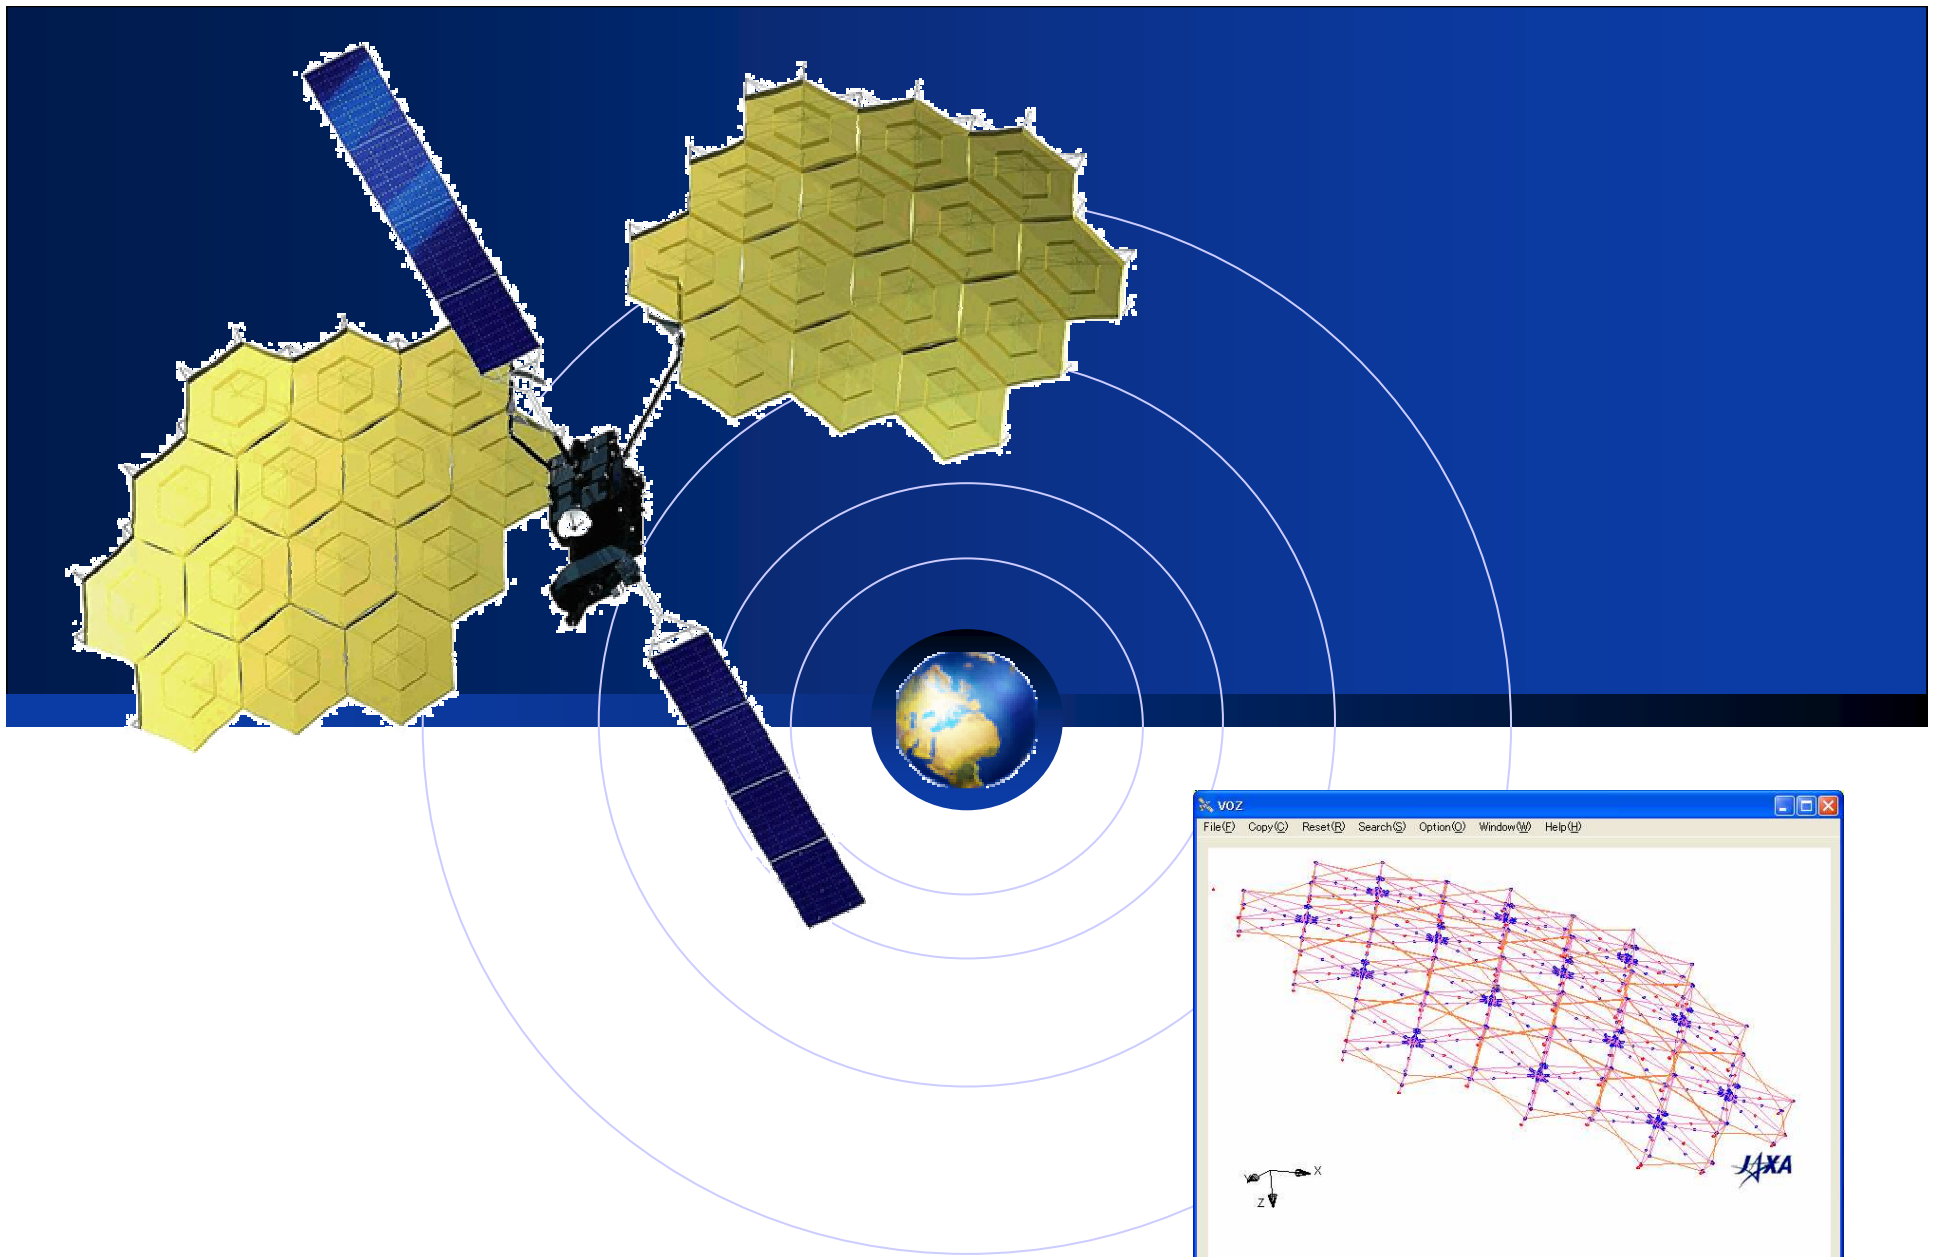 VOZ
File(F) Copy(C) Reset(R) Search(S) Option(O) Window(W) Help(H)
X
Y
Z
JAXA